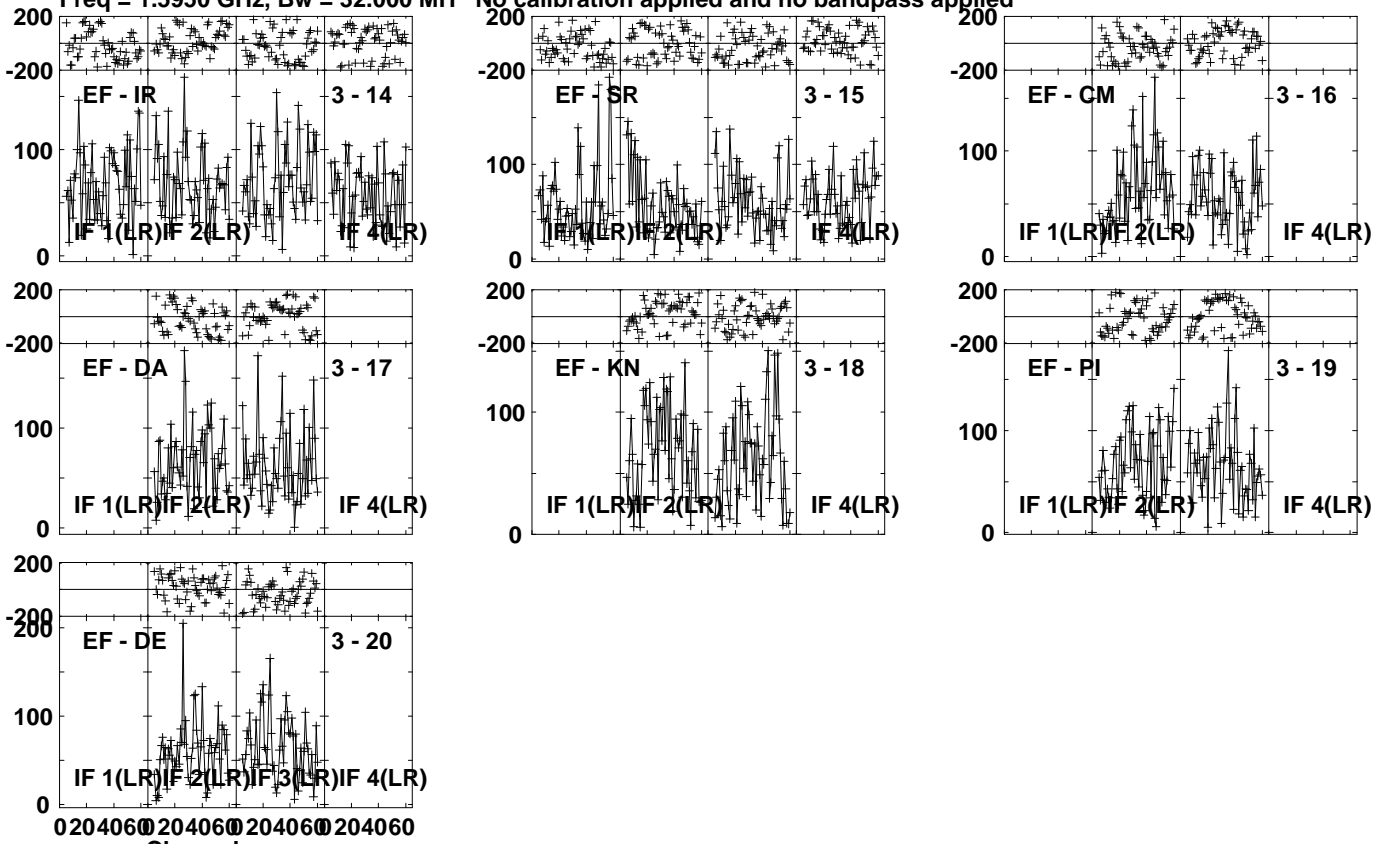 Freq = 1.5950 GHz, Bw = 32.000 MH No calibration applied and no bandpass applied
200
-200
EF - IR
3 - 14
100
IF 1(LR) IF 2(LR) IF 4(LR)
0
200
-200
EF - SR
3 - 15
100
IF 1(LR) IF 2(LR) IF 4(LR)
0
200
-200
EF - CM
3 - 16
100
IF 1(LR) IF 2(LR) IF 4(LR)
0
200
-200
EF - DA
3 - 17
100
IF 1(LR) IF 2(LR) IF 4(LR)
0
200
-200
EF - KN
3 - 18
100
IF 1(LR) IF 2(LR) IF 4(LR)
0
200
-200
EF - PI
3 - 19
100
IF 1(LR) IF 2(LR) IF 4(LR)
0
200
-200
200
EF - DE
3 - 20
100
IF 1(LR) IF 2(LR) IF 3(LR) IF 4(LR)
0
0 20 40 60 0 20 40 60 0 20 40 60 0 20 40 60